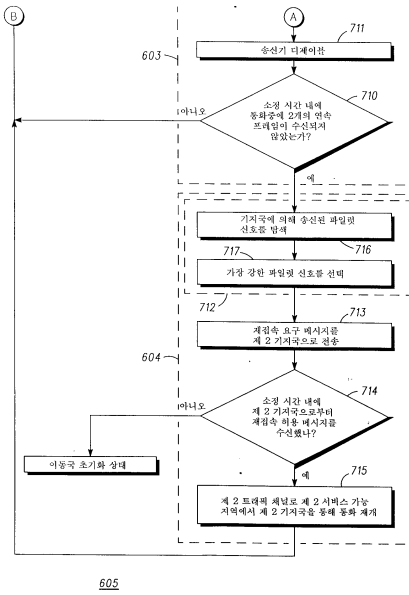 B
A
711
송신기 디제이블
603
710
소정 시간 내에
통화중에 2개의 연속
프레임이 수신되지
않았는가?
아니오
예
기지국에 의해 송신된 파일럿
신호를 탐색
716
717
가장 강한 파일럿 신호를 선택
712
713
재접속 요구 메시지를
제 2 기지국으로 전송
604
714
소정 시간 내에
제 2 기지국으로부터
재접속 허용 메시지를
수신했나?
아니오
이동국 초기화 상태
예
715
제 2 트래픽 채널로 제 2 서비스 가능
지역에서 제 2 기지국을 통해 통화 재개
605